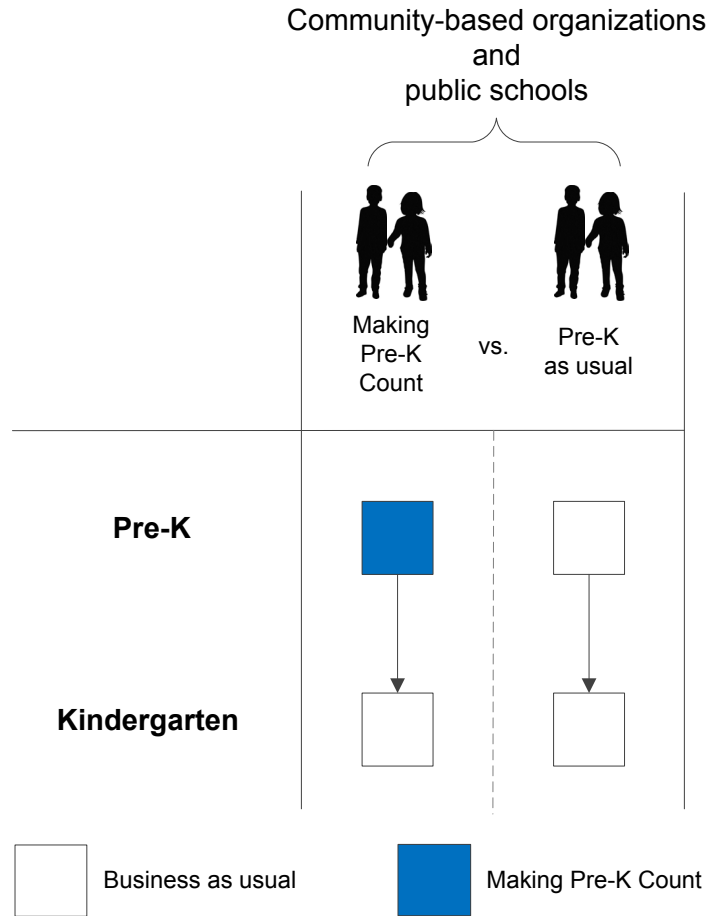 Community-based organizations
and
public schools
Making
Pre-K
Count
vs.
Pre-K
as usual
Pre-K
Kindergarten
Business as usual
Making Pre-K Count